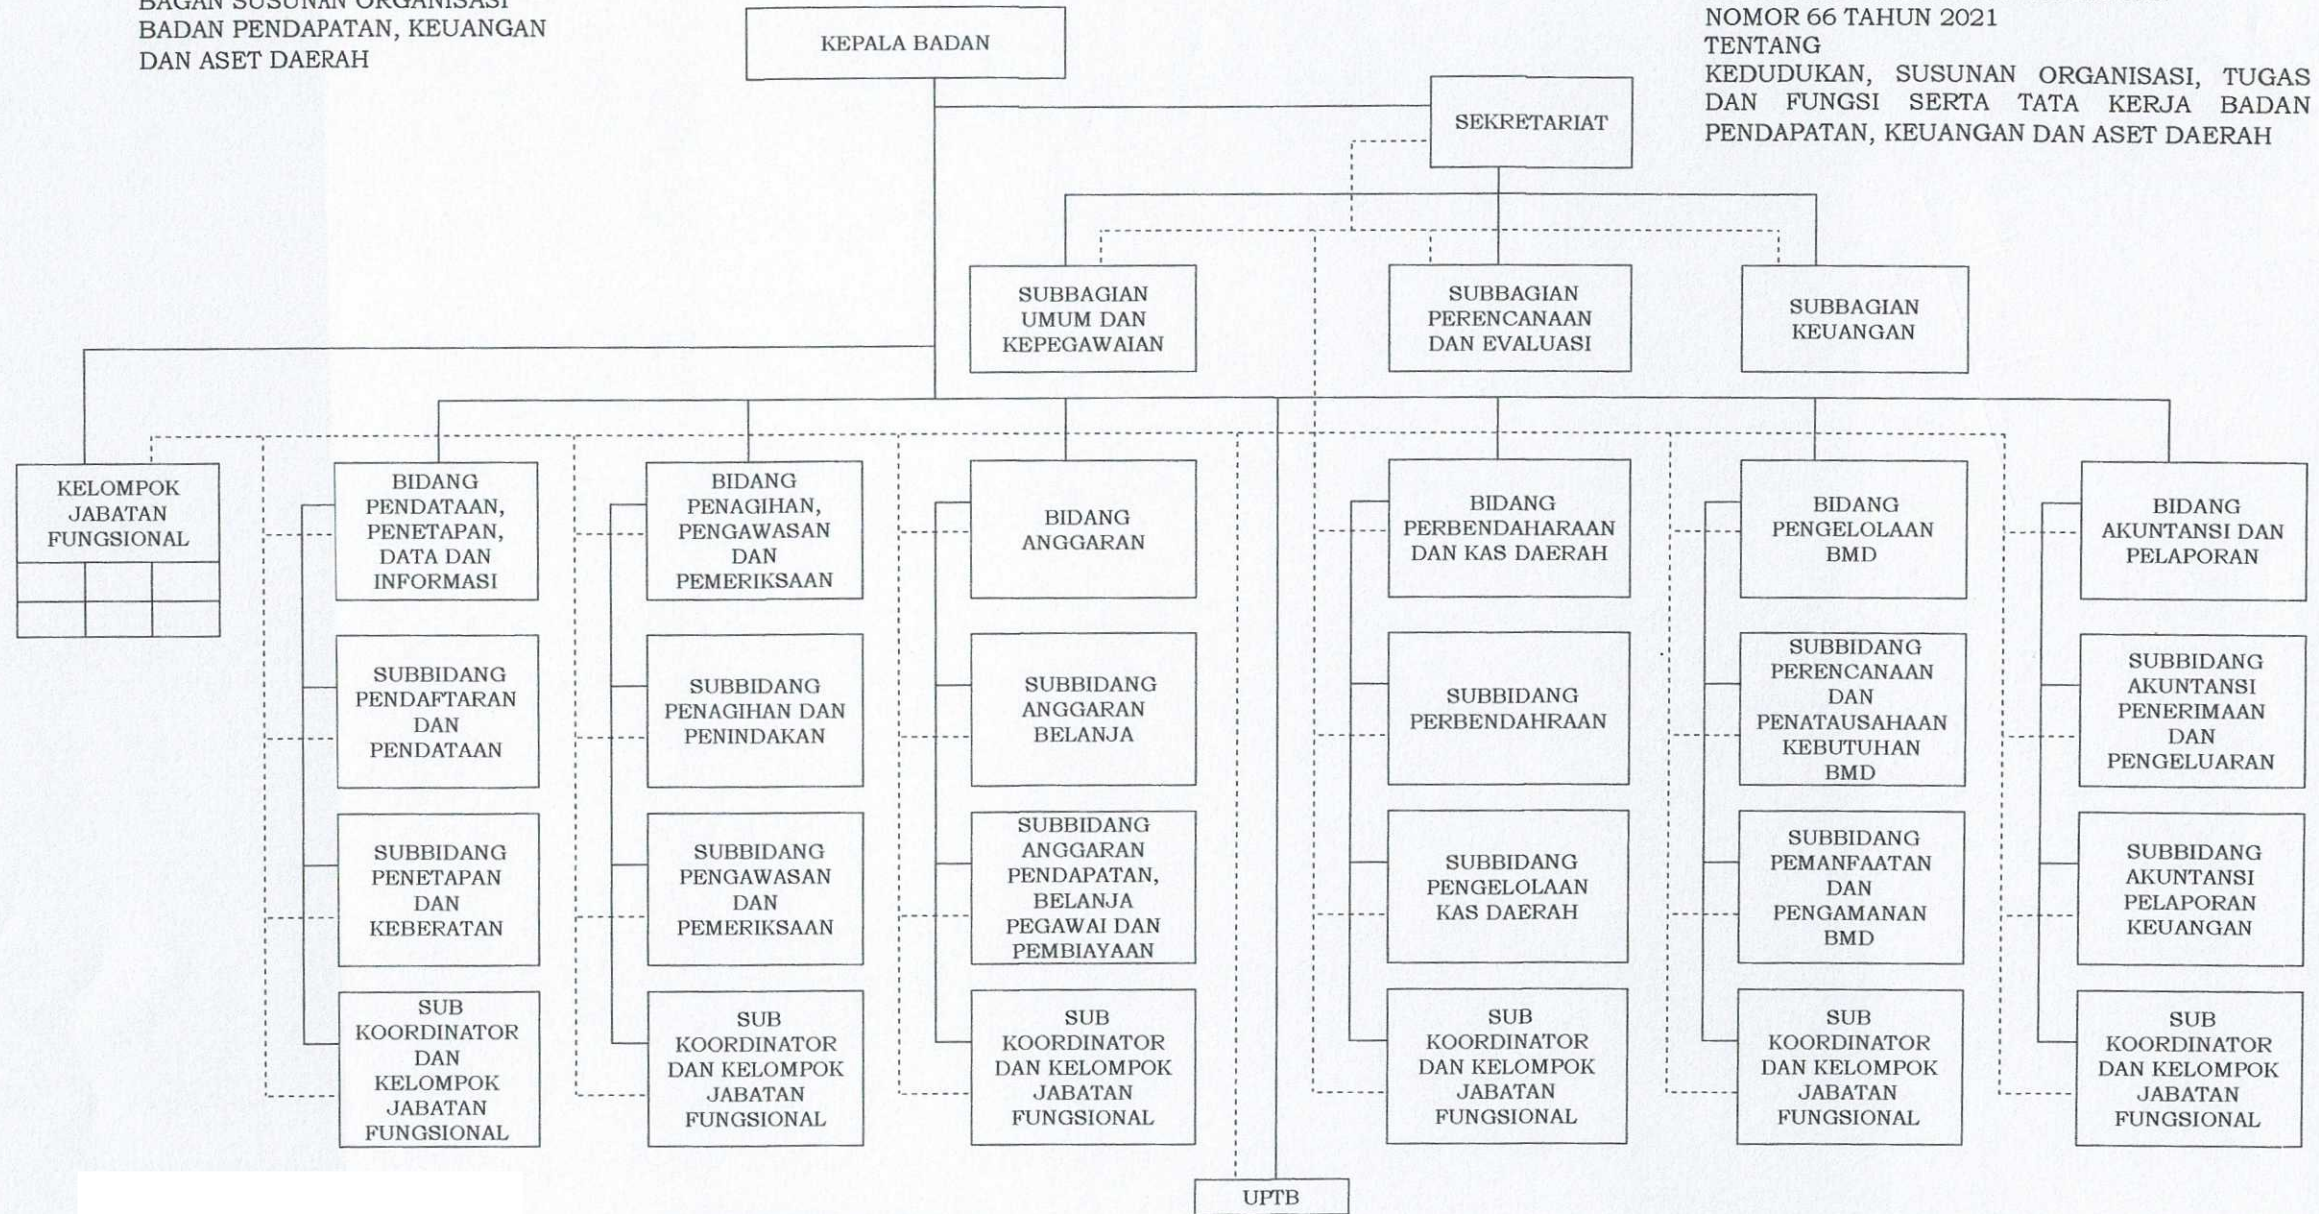 BAGAN SUSUNAN ORGANISASI
BADAN PENDAPATAN, KEUANGAN
DAN ASET DAERAH
NOMOR 66 TAHUN 2021
TENTANG
KEDUDUKAN, SUSUNAN ORGANISASI, TUGAS
DAN FUNGSI SERTA TATA KERJA BADAN
PENDAPATAN, KEUANGAN DAN ASET DAERAH
KEPALA BADAN
SEKRETARIAT
SUBBAGIAN
UMUM DAN
KEPEGAWAIAN
SUBBAGIAN
PERENCANAAN
DAN EVALUASI
SUBBAGIAN
KEUANGAN
KELOMPOK
JABATAN
FUNGSIONAL
BIDANG
PENDATAAN,
PENETAPAN,
DATA DAN
INFORMASI
BIDANG
PENAGIHAN,
PENGAWASAN
DAN
PEMERIKSAAN
BIDANG
ANGGARAN
BIDANG
PERBENDAHARAAN
DAN KAS DAERAH
BIDANG
PENGELOLAAN
BMD
BIDANG
AKUNTANSI DAN
PELAPORAN
SUBBIDANG
PENDAFTARAN
DAN
PENDATAAN
SUBBIDANG
PENAGIHAN DAN
PENINDAKAN
SUBBIDANG
ANGGARAN
BELANJA
SUBBIDANG
PERBENDAHRAAN
SUBBIDANG
PERENCANAAN
DAN
PENATAUSAHAAN
KEBUTUHAN
BMD
SUBBIDANG
AKUNTANSI
PENERIMAAN
DAN
PENGELUARAN
SUBBIDANG
PENETAPAN
DAN
KEBERATAN
SUBBIDANG
PENGAWASAN
DAN
PEMERIKSAAN
SUBBIDANG
ANGGARAN
PENDAPATAN,
BELANJA
PEGAWAI DAN
PEMBIAYAAN
SUBBIDANG
PENGELOLAAN
KAS DAERAH
SUBBIDANG
PEMANFAATAN
DAN
PENGAMANAN
BMD
SUBBIDANG
AKUNTANSI
PELAPORAN
KEUANGAN
SUB
KOORDINATOR
DAN
KELOMPOK
JABATAN
FUNGSIONAL
SUB
KOORDINATOR
DAN KELOMPOK
JABATAN
FUNGSIONAL
SUB
KOORDINATOR
DAN KELOMPOK
JABATAN
FUNGSIONAL
SUB
KOORDINATOR
DAN KELOMPOK
JABATAN
FUNGSIONAL
SUB
KOORDINATOR
DAN KELOMPOK
JABATAN
FUNGSIONAL
SUB
KOORDINATOR
DAN KELOMPOK
JABATAN
FUNGSIONAL
UPTB